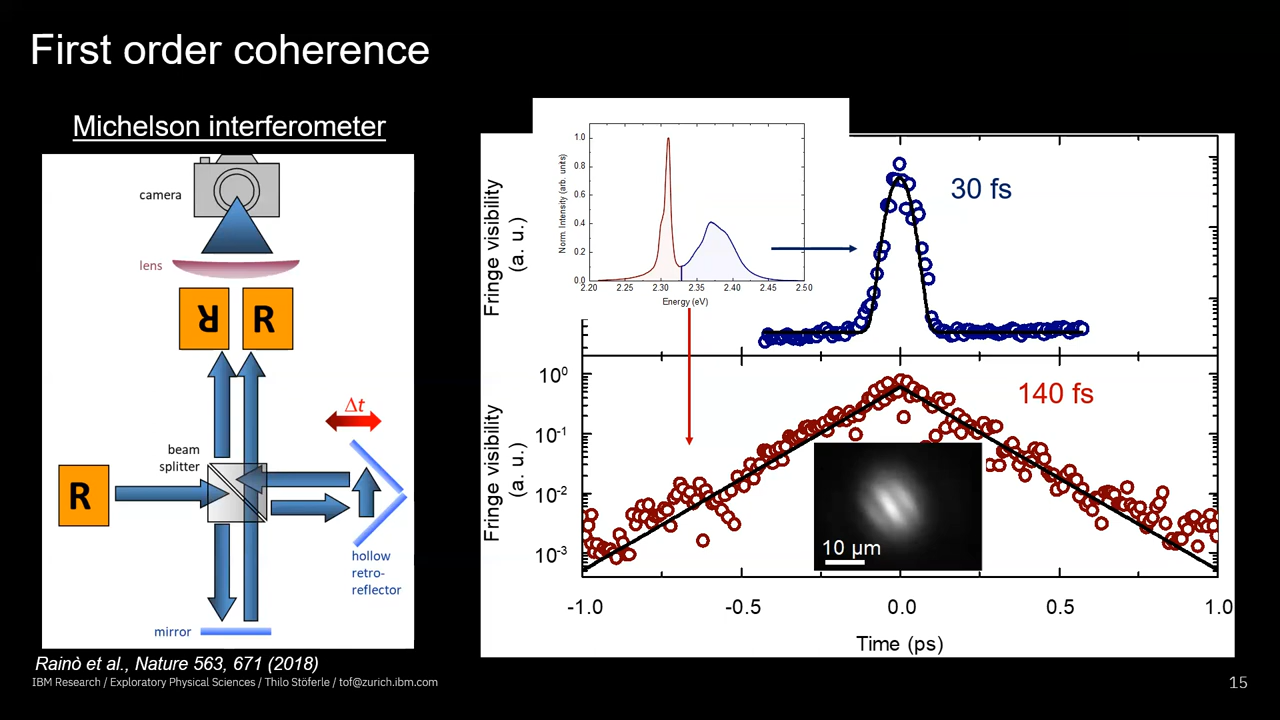 First order coherence
Michelson interferometer
camera
lens
R R
Δt
beam
splitter
R
hollow
retro-
reflector
mirror
Norm. Intensity (arb. units)
1.0
0.8
0.6
0.4
0.2
0.0
2.20 2.25 2.30 2.35 2.40 2.45 2.50
Energy (eV)
Fringe visibility
(a. u.)
30 fs
Fringe visibility
(a. u.)
10⁰
10⁻¹
10⁻²
10⁻³
140 fs
10 µm
-1.0 -0.5 0.0 0.5 1.0
Time (ps)
Rainò et al., Nature 563, 671 (2018)
IBM Research / Exploratory Physical Sciences / Thilo Stöferle / tof@zurich.ibm.com
15